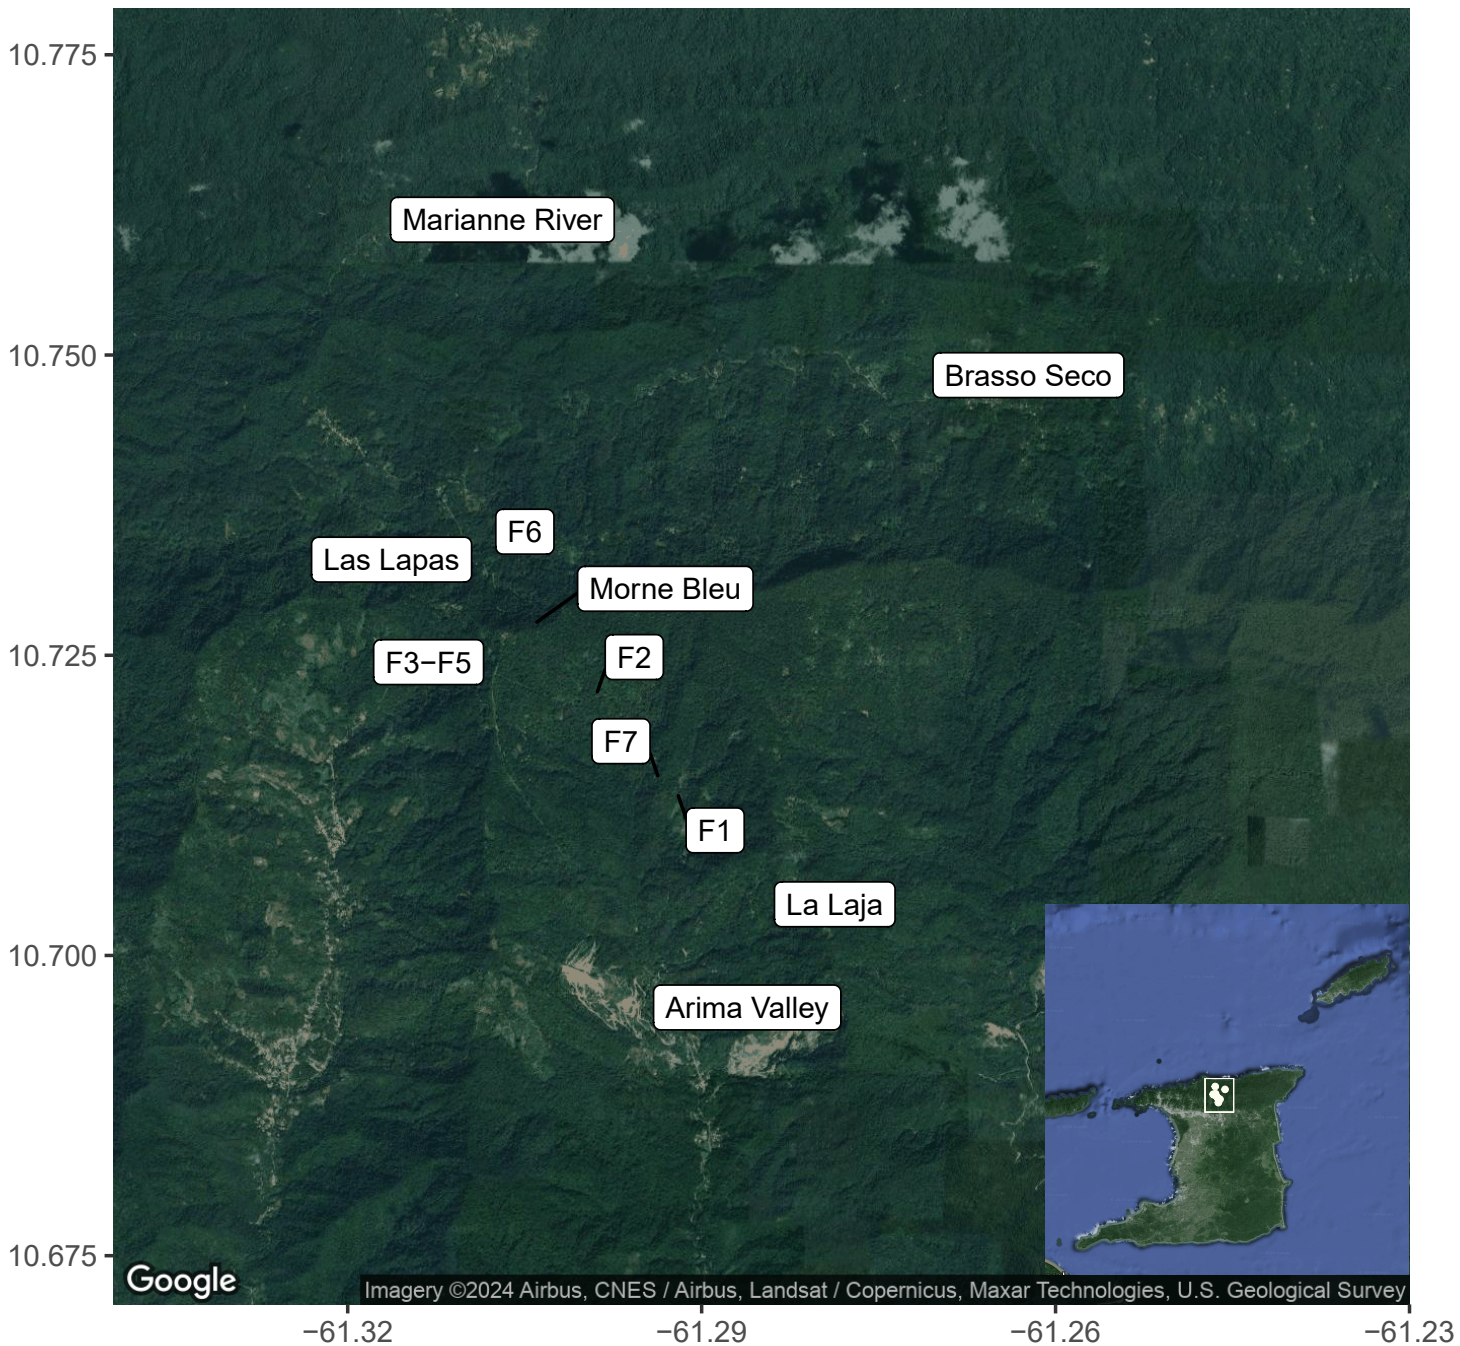 10.775
Marianne River
10.750
Brasso Seco
F6
Las Lapas
Morne Bleu
10.725
F3−F5
F2
F7
F1
La Laja
10.700
Arima Valley
10.675
Google
Imagery ©2024 Airbus, CNES / Airbus, Landsat / Copernicus, Maxar Technologies, U.S. Geological Survey
−61.32
−61.29
−61.26
−61.23